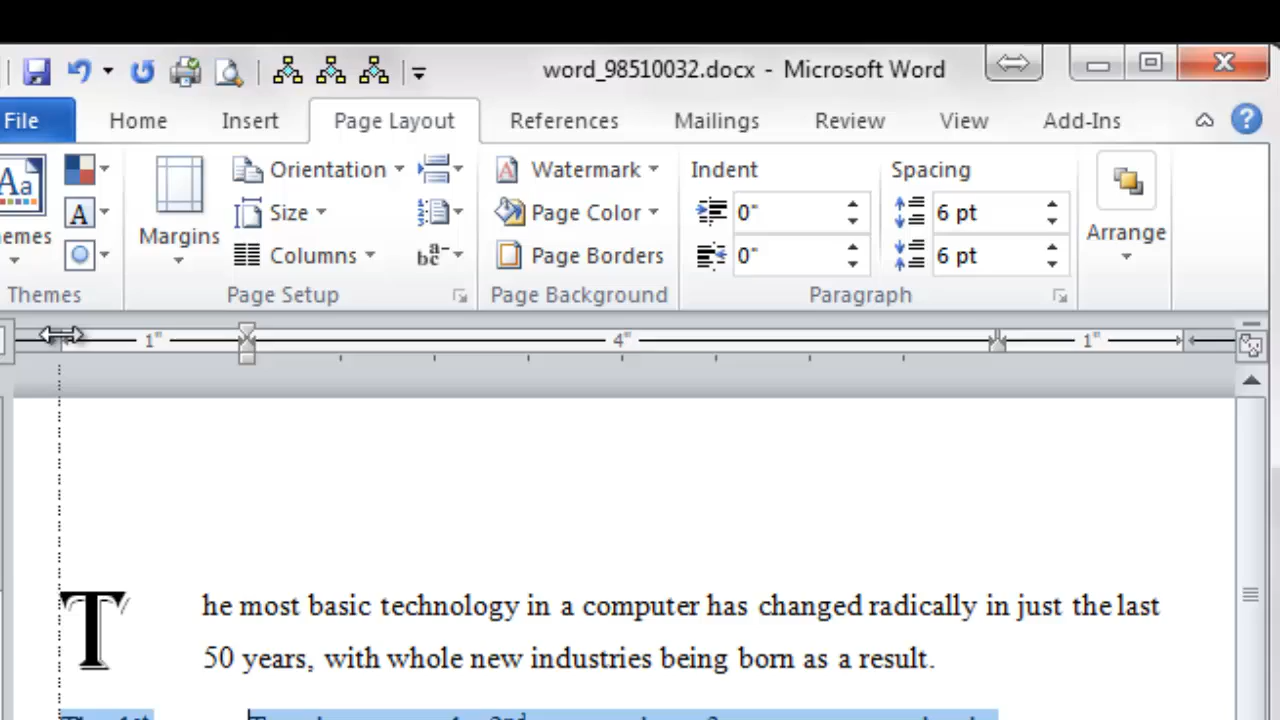 word_98510032.docx - Microsoft Word
File Home Insert Page Layout References Mailings Review View Add-Ins
Aa Orientation Watermark Indent Spacing
A Size Page Color 0" 6 pt
Margins Arrange
Columns Page Borders 0" 6 pt
Themes Page Setup Page Background Paragraph
1" 4" 1"
The most basic technology in a computer has changed radically in just the last
50 years, with whole new industries being born as a result.